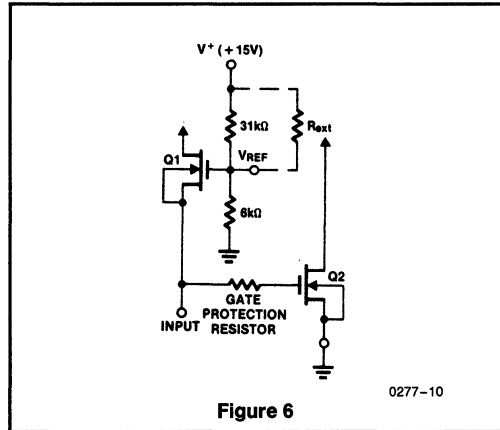 V+ (+15V)
31kΩ
Rext
Q1
VREF
6kΩ
Q2
GATE
PROTECTION
RESISTOR
INPUT
0277-10
Figure 6